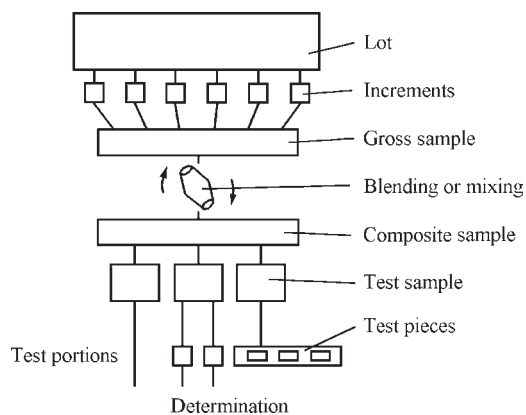 Lot
Increments
Gross sample
Blending or mixing
Composite sample
Test sample
Test pieces
Test portions
Determination